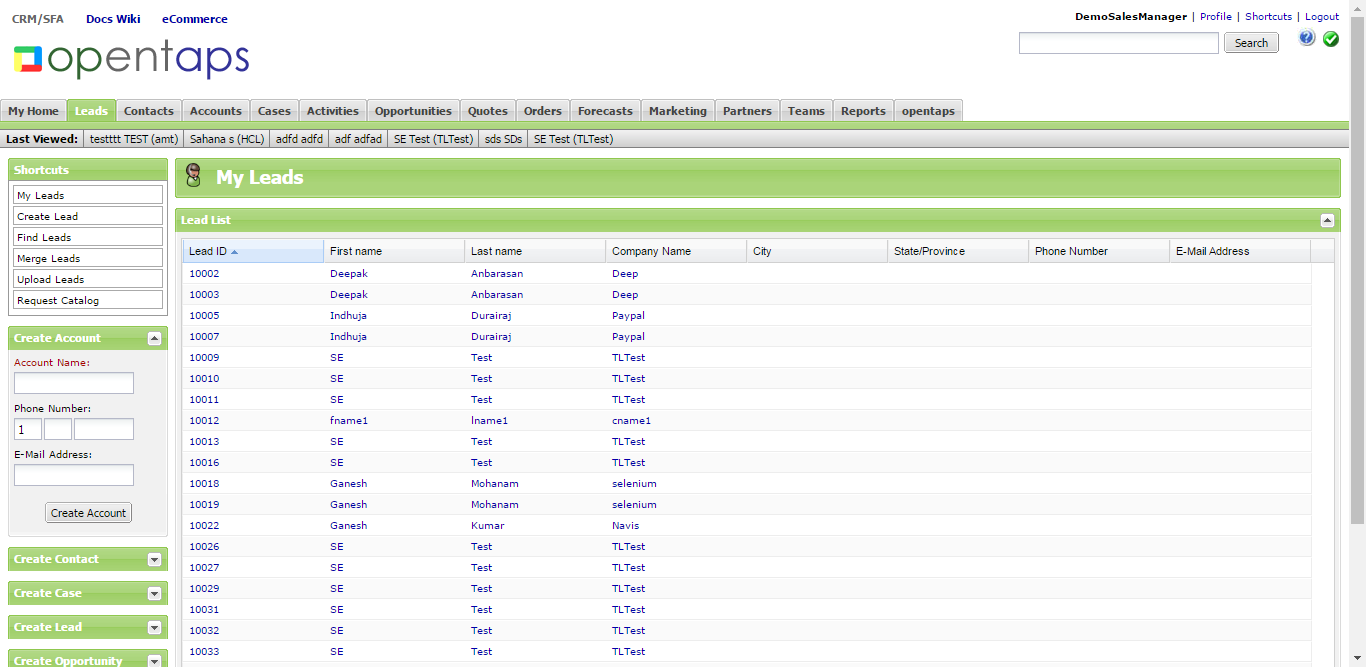 CRM/SFA Docs Wiki eCommerce
DemoSalesManager | Profile | Shortcuts | Logout
opentaps
Search
My Home Leads Contacts Accounts Cases Activities Opportunities Quotes Orders Forecasts Marketing Partners Teams Reports opentaps
Last Viewed: testttt TEST (amt) Sahana s (HCL) adfd adfd adf adfad SE Test (TLTest) sds SDs SE Test (TLTest)
Shortcuts
My Leads
Create Lead
Find Leads
Merge Leads
Upload Leads
Request Catalog
Create Account
Account Name:
Phone Number:
1
E-Mail Address:
Create Account
Create Contact
Create Case
Create Lead
Create Opportunity
My Leads
Lead List
Lead ID First name Last name Company Name City State/Province Phone Number E-Mail Address
10002 Deepak Anbarasan Deep
10003 Deepak Anbarasan Deep
10005 Indhuja Durairaj Paypal
10007 Indhuja Durairaj Paypal
10009 SE Test TLTest
10010 SE Test TLTest
10011 SE Test TLTest
10012 fname1 lname1 cname1
10013 SE Test TLTest
10016 SE Test TLTest
10018 Ganesh Mohanam selenium
10019 Ganesh Mohanam selenium
10022 Ganesh Kumar Navis
10026 SE Test TLTest
10027 SE Test TLTest
10029 SE Test TLTest
10031 SE Test TLTest
10032 SE Test TLTest
10033 SE Test TLTest